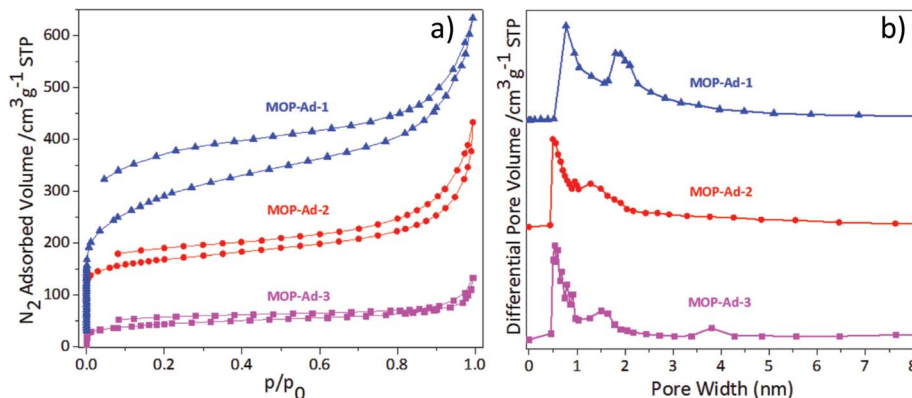 a)
N₂ Adsorbed Volume /cm³g⁻¹ STP
600
500
400
300
200
100
0
MOP-Ad-1
MOP-Ad-2
MOP-Ad-3
0.0 0.2 0.4 0.6 0.8 1.0
p/p₀
b)
Differential Pore Volume/cm³g⁻¹ STP
MOP-Ad-1
MOP-Ad-2
MOP-Ad-3
0 1 2 3 4 5 6 7 8
Pore Width (nm)